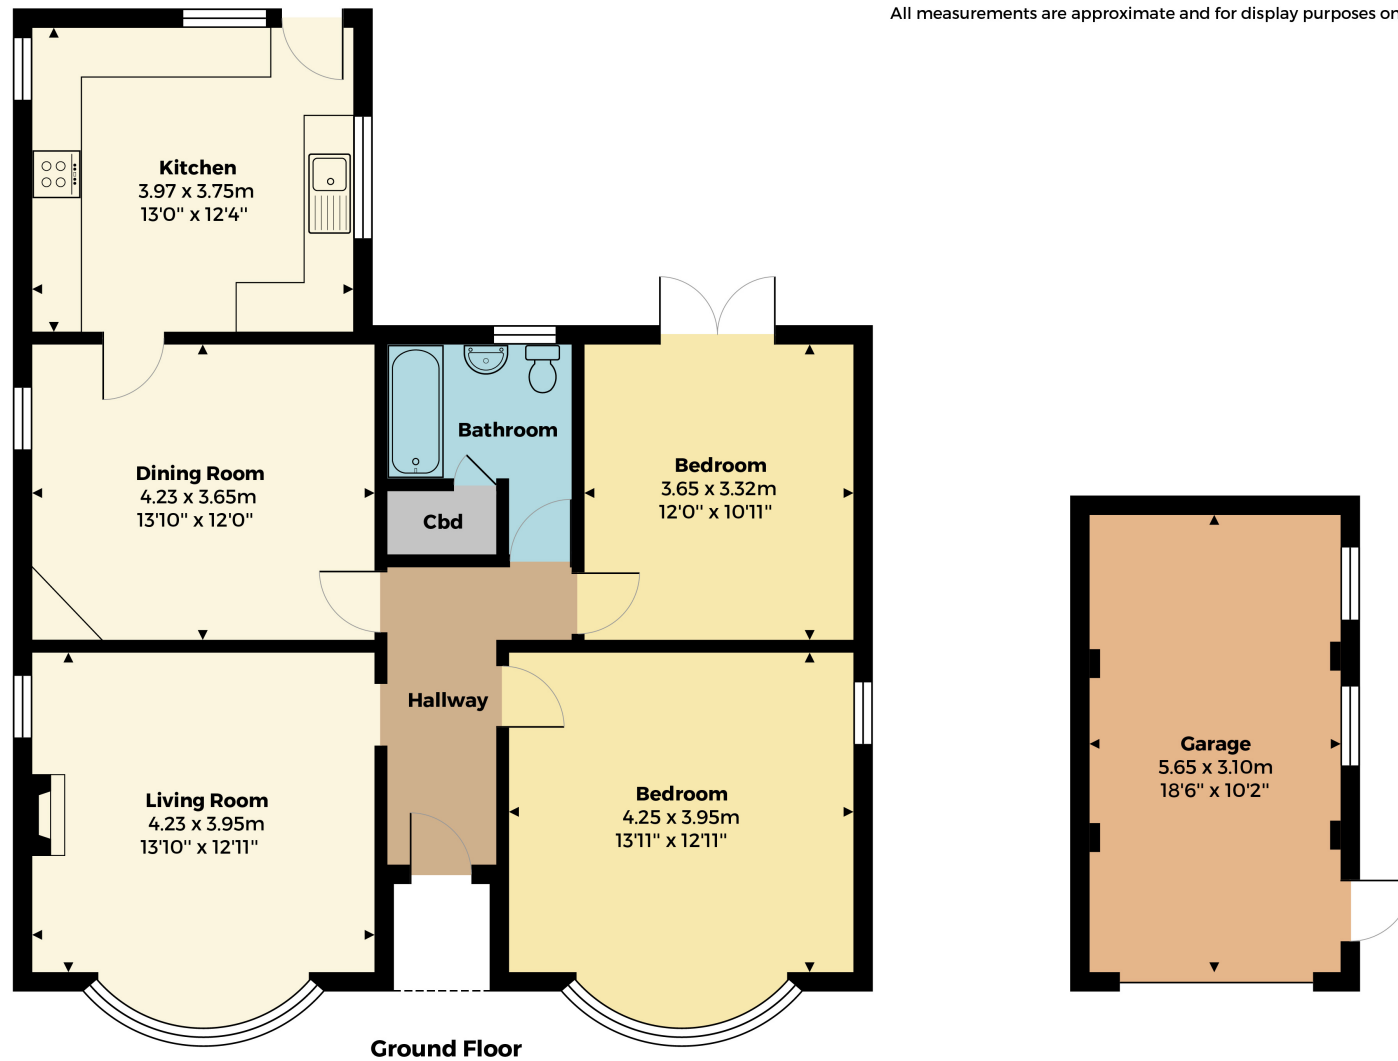 All measurements are approximate and for display purposes on
Kitchen
3.97 x 3.75m
13'0" x 12'4"
Bathroom
Dining Room
4.23 x 3.65m
13'10" x 12'0"
Bedroom
3.65 x 3.32m
12'0" x 10'11"
Cbd
Hallway
Living Room
4.23 x 3.95m
13'10" x 12'11"
Bedroom
4.25 x 3.95m
13'11" x 12'11"
Garage
5.65 x 3.10m
18'6" x 10'2"
Ground Floor